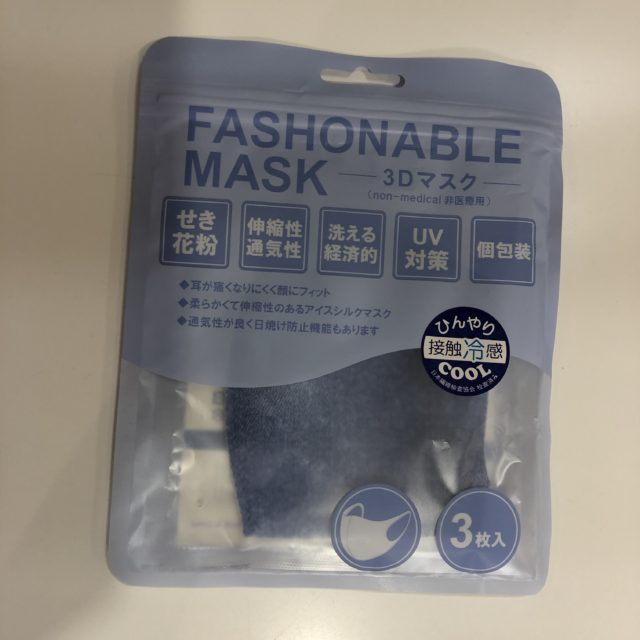 FASHONABLE
MASK
3Dマスク
(non-medical 非医療用)
せき
花粉
伸縮性
通気性
洗える
経済的
UV
対策
個包装
◆耳が痛くなりにくく顔にフィット
◆柔らかくて伸縮性のあるアイスシルクマスク
◆通気性が良く日焼け防止機能もあります
ひんやり
接触冷感
COOL
3枚入